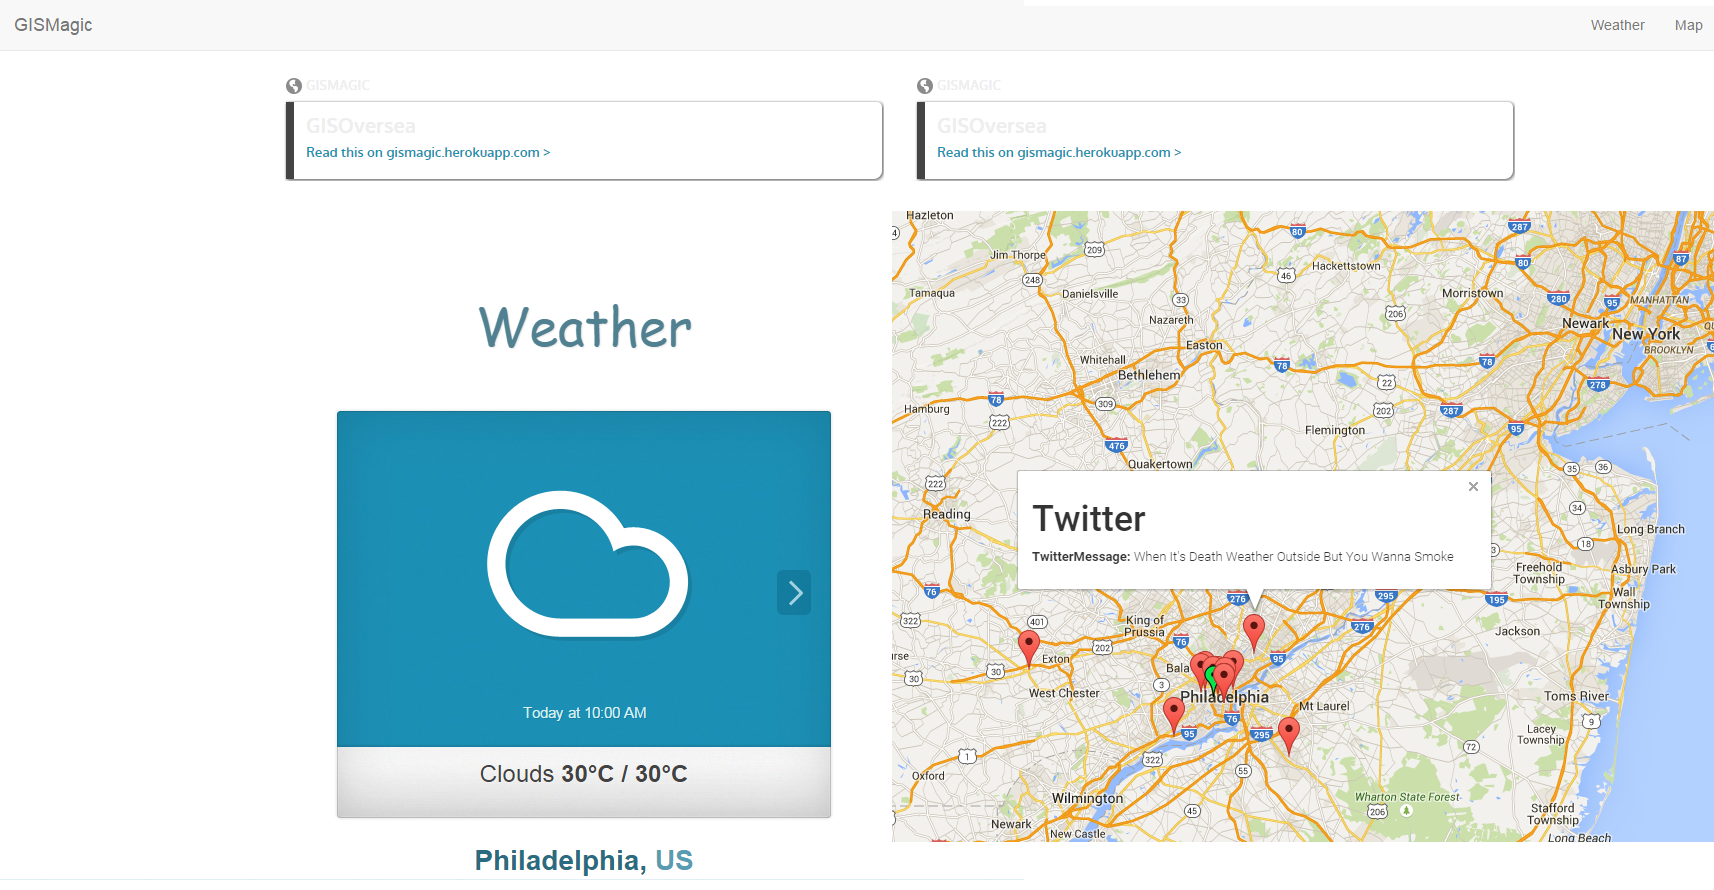 GISMagic
Weather
Map
GISMAGIC
GISOversea
Read this on gismagic.herokuapp.com >
GISMAGIC
GISOversea
Read this on gismagic.herokuapp.com >
Weather
Today at 10:00 AM
Clouds 30°C / 30°C
Philadelphia, US
Hazleton
80
287
4
Jim Thorpe
209
87
Hackettstown
80
248
46
Tamaqua
Danielsville
33
Morristown
280
95
MANHATTAN
206
Nazareth
Newark
New York
Easton
BROOKLYN
Whitehall
78
78
Bethlehem
22
278
78
309
Hamburg
202
287
222
Flemington
95
476
Quakertown
35
36
222
Reading
34
Long Branch
×
Twitter
TwitterMessage: When It's Death Weather Outside But You Wanna Smoke
18
Freehold
Township
Asbury Park
76
276
295
195
Wall
Township
322
401
King of
Prussia
276
Jackson
76
202
Exton
95
30
Bala
30
3
West Chester
Philadelphia
Toms River
Mt Laurel
76
9
95
295
Lacey
Township
72
1
322
55
Oxford
Wilmington
Wharton State Forest
206
Stafford
Township
45
Newark
New Castle
Long Beach